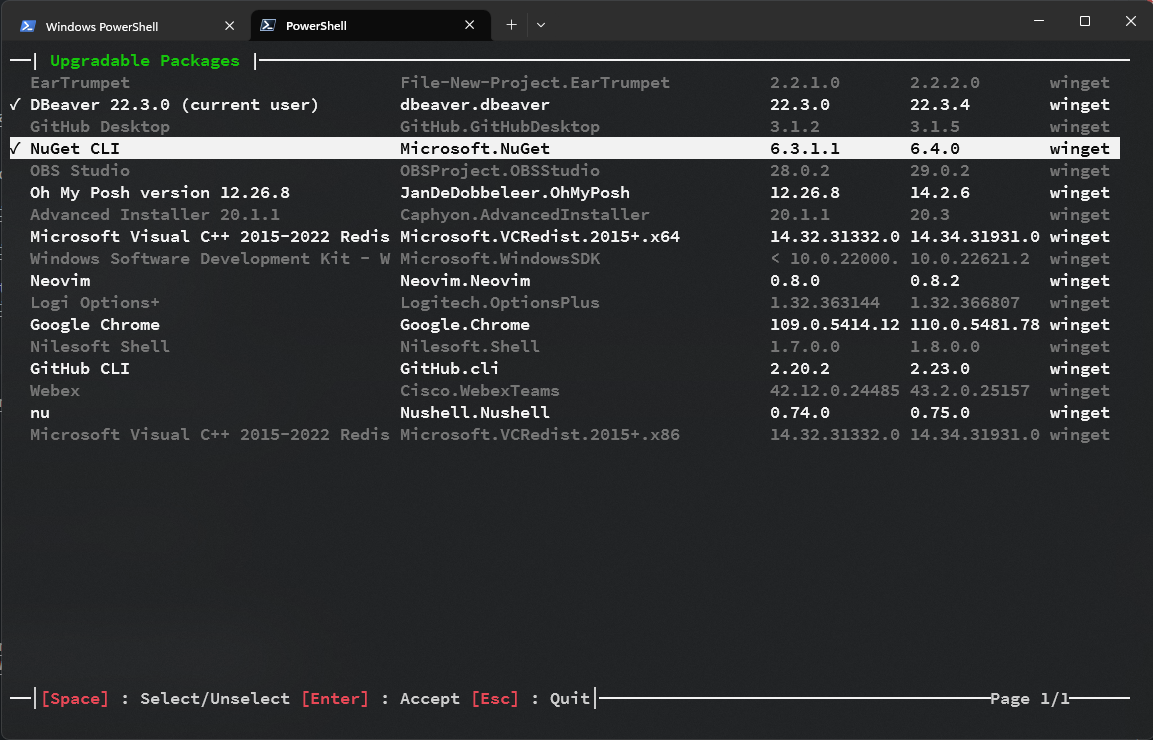 Windows PowerShell PowerShell
Upgradable Packages
EarTrumpet File-New-Project.EarTrumpet 2.2.1.0 2.2.2.0 winget
✓ DBeaver 22.3.0 (current user) dbeaver.dbeaver 22.3.0 22.3.4 winget
GitHub Desktop GitHub.GitHubDesktop 3.1.2 3.1.5 winget
✓ NuGet CLI Microsoft.NuGet 6.3.1.1 6.4.0 winget
OBS Studio OBSProject.OBSStudio 28.0.2 29.0.2 winget
Oh My Posh version 12.26.8 JanDeDobbeleer.OhMyPosh 12.26.8 14.2.6 winget
Advanced Installer 20.1.1 Caphyon.AdvancedInstaller 20.1.1 20.3 winget
Microsoft Visual C++ 2015-2022 Redis Microsoft.VCRedist.2015+.x64 14.32.31332.0 14.34.31931.0 winget
Windows Software Development Kit - W Microsoft.WindowsSDK < 10.0.22000. 10.0.22621.2 winget
Neovim Neovim.Neovim 0.8.0 0.8.2 winget
Logi Options+ Logitech.OptionsPlus 1.32.363144 1.32.366807 winget
Google Chrome Google.Chrome 109.0.5414.12 110.0.5481.78 winget
Nilesoft Shell Nilesoft.Shell 1.7.0.0 1.8.0.0 winget
GitHub CLI GitHub.cli 2.20.2 2.23.0 winget
Webex Cisco.WebexTeams 42.12.0.24485 43.2.0.25157 winget
nu Nushell.Nushell 0.74.0 0.75.0 winget
Microsoft Visual C++ 2015-2022 Redis Microsoft.VCRedist.2015+.x86 14.32.31332.0 14.34.31931.0 winget
[Space] : Select/Unselect [Enter] : Accept [Esc] : Quit Page 1/1